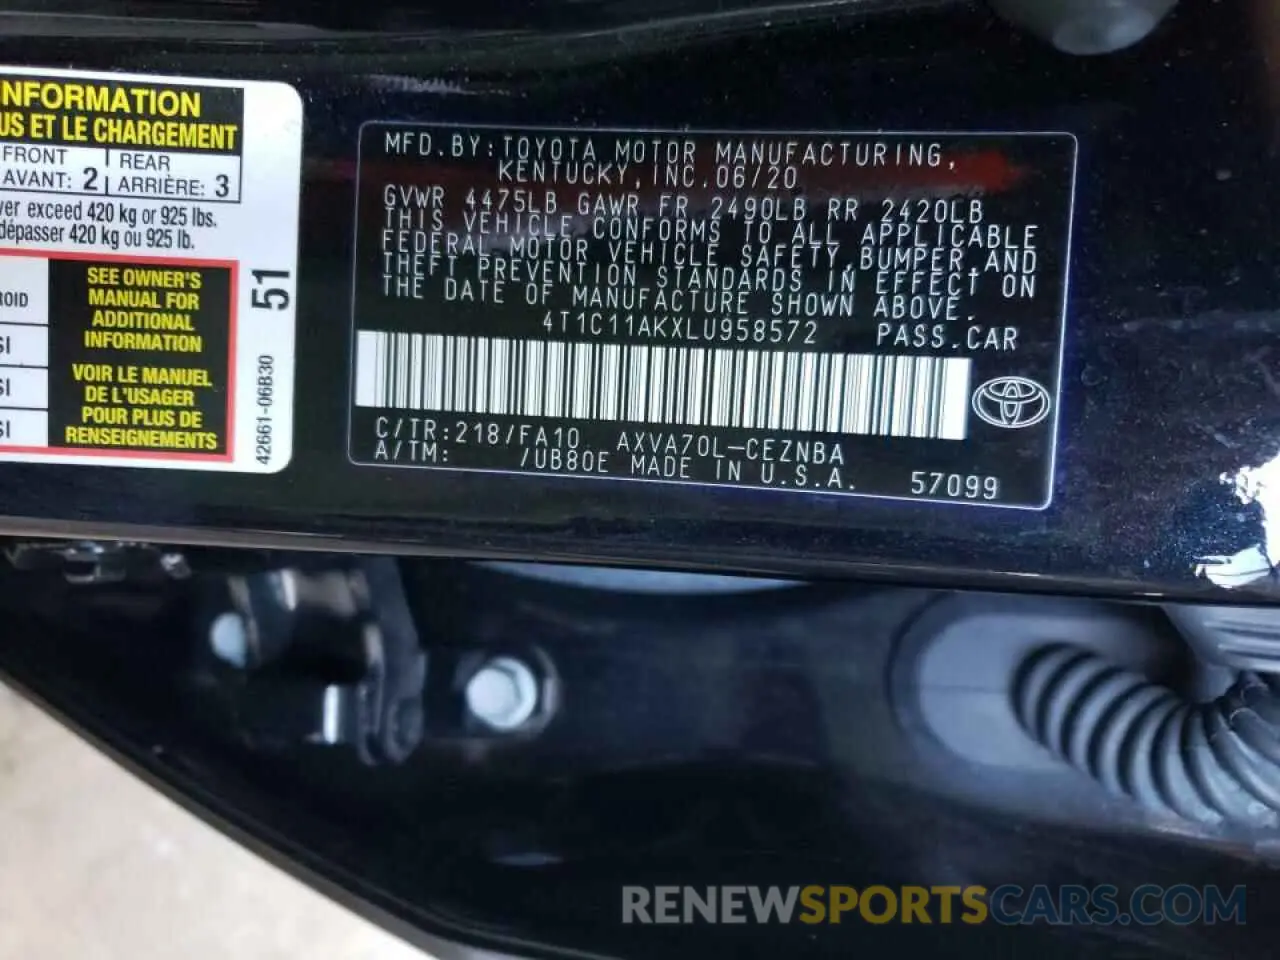 INFORMATION
US ET LE CHARGEMENT
FRONT REAR
AVANT: 2 ARRIÈRE: 3
ver exceed 420 kg or 925 lbs.
dépasser 420 kg ou 925 lb.
ROID
SI
SI
SI
SEE OWNER'S
MANUAL FOR
ADDITIONAL
INFORMATION
VOIR LE MANUEL
DE L'USAGER
POUR PLUS DE
RENSEIGNEMENTS
51
42661-06B30
MFD.BY:TOYOTA MOTOR MANUFACTURING,
KENTUCKY,INC.06/20
GVWR 4475LB GAWR FR 2490LB RR 2420LB
THIS VEHICLE CONFORMS TO ALL APPLICABLE
FEDERAL MOTOR VEHICLE SAFETY,BUMPER,AND
THEFT PREVENTION STANDARDS IN EFFECT ON
THE DATE OF MANUFACTURE SHOWN ABOVE.
4T1C11AKXLU958572 PASS.CAR
C/TR:218/FA10 AXVA70L-CEZNBA
A/TM: /UB80E MADE IN U.S.A. 57099
RENEWSPORTSCARS.COM